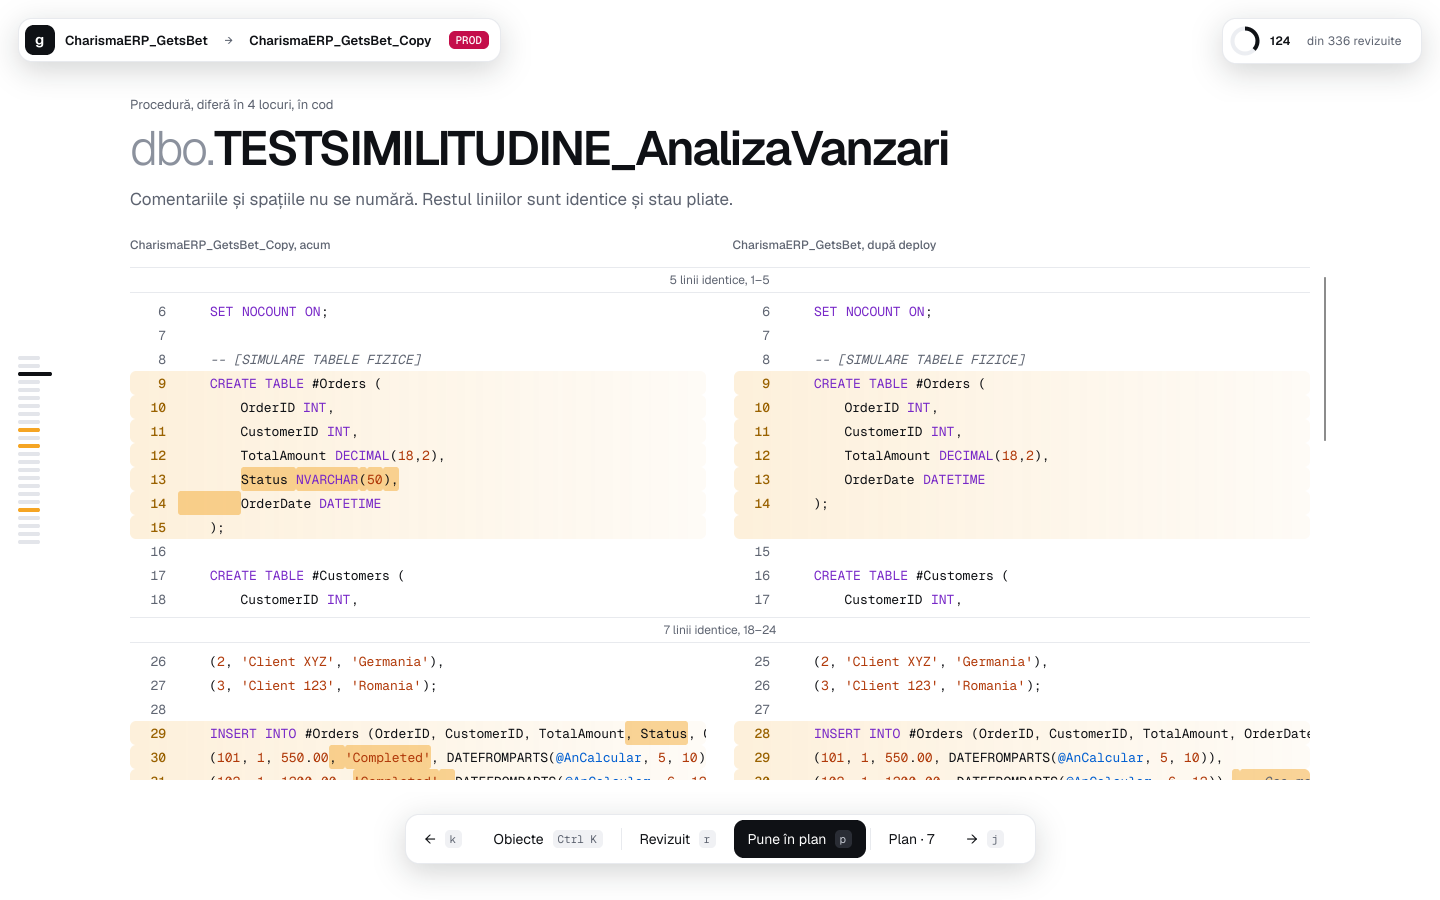 g CharismaERP_GetsBet → CharismaERP_GetsBet_Copy PROD
124 din 336 revizuite
Procedură, diferă în 4 locuri, în cod
dbo.TESTSIMILITUDINE_AnalizaVanzari
Comentariile și spațiile nu se numără. Restul liniilor sunt identice și stau pliate.
CharismaERP_GetsBet_Copy, acum
CharismaERP_GetsBet, după deploy
5 linii identice, 1–5
6 SET NOCOUNT ON; 6 SET NOCOUNT ON;
7 7
8 -- [SIMULARE TABELE FIZICE] 8 -- [SIMULARE TABELE FIZICE]
9 CREATE TABLE #Orders ( 9 CREATE TABLE #Orders (
10 OrderID INT, 10 OrderID INT,
11 CustomerID INT, 11 CustomerID INT,
12 TotalAmount DECIMAL(18,2), 12 TotalAmount DECIMAL(18,2),
13 Status NVARCHAR(50), 13 OrderDate DATETIME
14 OrderDate DATETIME 14 );
15 );
16 15
17 CREATE TABLE #Customers ( 16 CREATE TABLE #Customers (
18 CustomerID INT, 17 CustomerID INT,
7 linii identice, 18–24
26 (2, 'Client XYZ', 'Germania'), 25 (2, 'Client XYZ', 'Germania'),
27 (3, 'Client 123', 'Romania'); 26 (3, 'Client 123', 'Romania');
28 27
29 INSERT INTO #Orders (OrderID, CustomerID, TotalAmount, Status, 28 INSERT INTO #Orders (OrderID, CustomerID, TotalAmount, OrderDate
30 (101, 1, 550.00, 'Completed', DATEFROMPARTS(@AnCalcular, 5, 10) 29 (101, 1, 550.00, DATEFROMPARTS(@AnCalcular, 5, 10)),
← k Obiecte Ctrl K Revizuit r Pune în plan p Plan · 7 → j